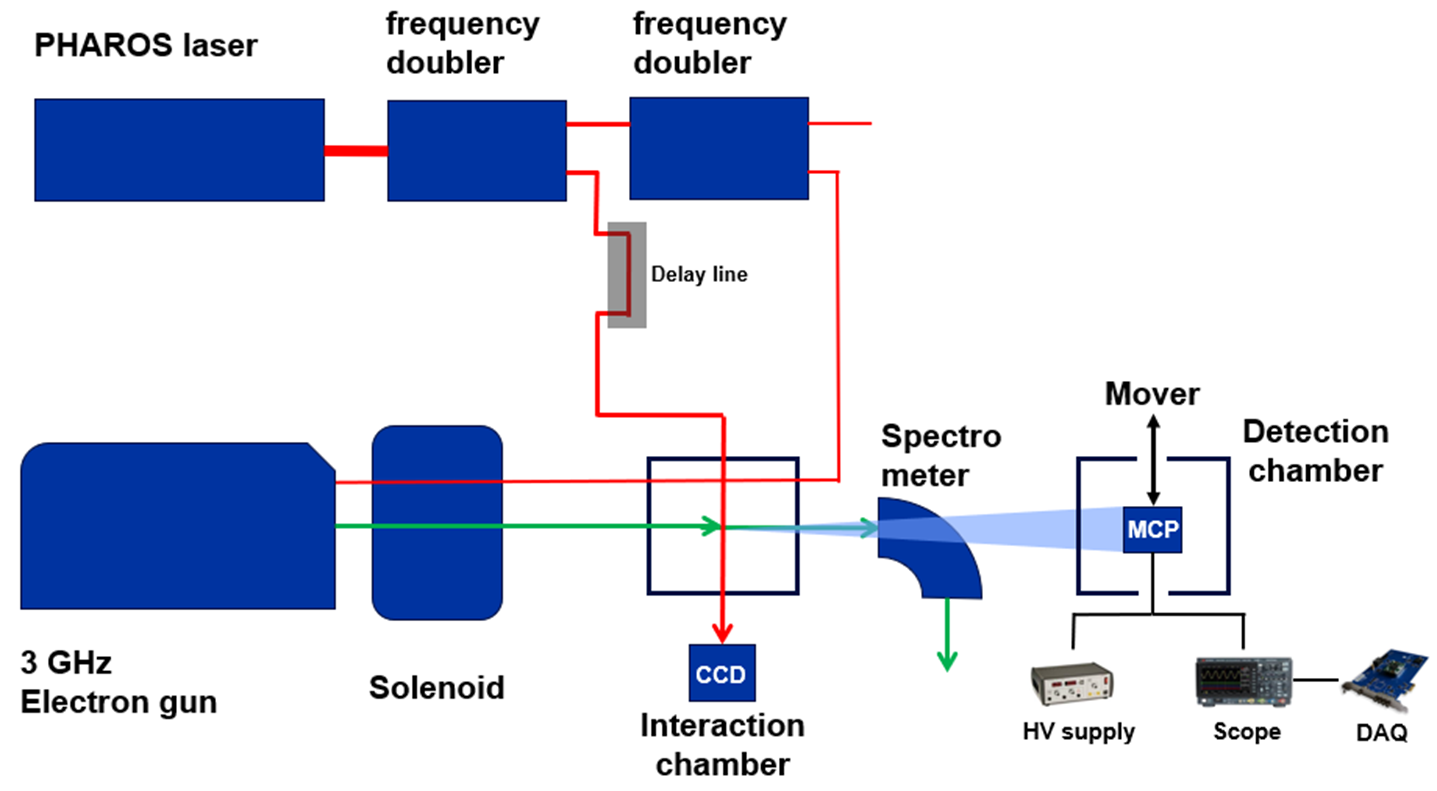 PHAROS laser
frequency
doubler
frequency
doubler
Delay line
Mover
Spectro
meter
Detection
chamber
MCP
3 GHz
Electron gun
Solenoid
CCD
Interaction
chamber
HV supply
Scope
DAQ